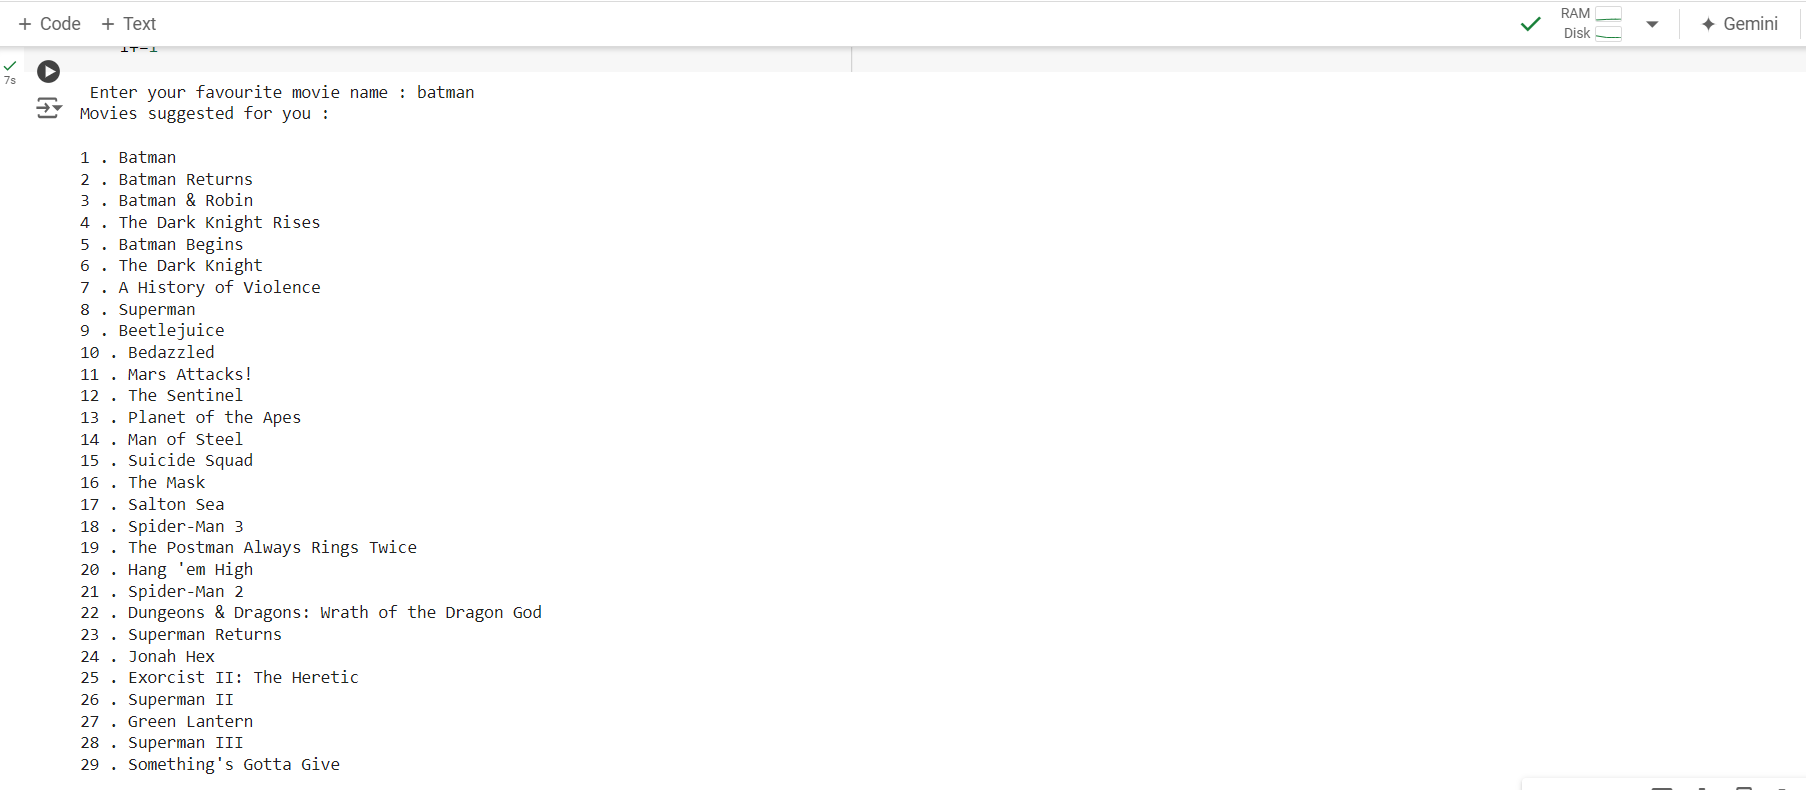 + Code + Text
RAM
Disk
Gemini
i+=1
7s
Enter your favourite movie name : batman
Movies suggested for you :
1 . Batman
2 . Batman Returns
3 . Batman & Robin
4 . The Dark Knight Rises
5 . Batman Begins
6 . The Dark Knight
7 . A History of Violence
8 . Superman
9 . Beetlejuice
10 . Bedazzled
11 . Mars Attacks!
12 . The Sentinel
13 . Planet of the Apes
14 . Man of Steel
15 . Suicide Squad
16 . The Mask
17 . Salton Sea
18 . Spider-Man 3
19 . The Postman Always Rings Twice
20 . Hang 'em High
21 . Spider-Man 2
22 . Dungeons & Dragons: Wrath of the Dragon God
23 . Superman Returns
24 . Jonah Hex
25 . Exorcist II: The Heretic
26 . Superman II
27 . Green Lantern
28 . Superman III
29 . Something's Gotta Give